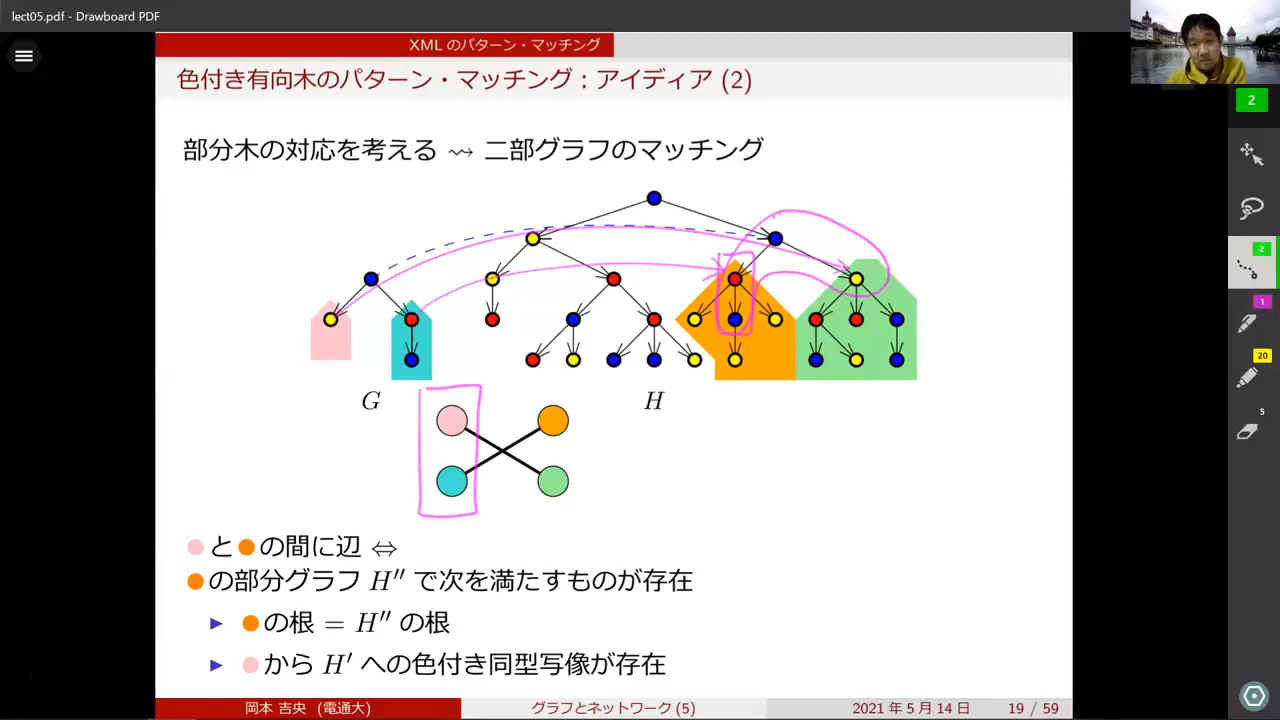 lect05.pdf - Drawboard PDF
XML のパターン・マッチング
色付き有向木のパターン・マッチング : アイディア (2)
部分木の対応を考える ⇝ 二部グラフのマッチング
G
H
と の間に辺 ⇔
の部分グラフ H″ で次を満たすものが存在
▶ の根 = H″ の根
▶ から H′ への色付き同型写像が存在
岡本 吉央 (電通大) グラフとネットワーク (5) 2021 年 5 月 14 日 19 / 59
2
2
1
20
5